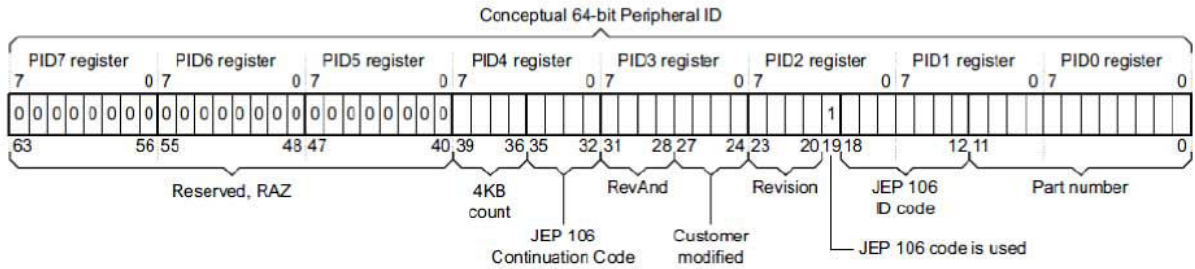 Conceptual 64-bit Peripheral ID
PID7 register PID6 register PID5 register PID4 register PID3 register PID2 register PID1 register PID0 register
7 0 7 0 7 0 7 0 7 0 7 0 7 0 7 0
0 0 0 0 0 0 0 0 0 0 0 0 0 0 0 0 0 0 0 0 0 0 0 0 1
63 56 55 48 47 40 39 36 35 32 31 28 27 24 23 20 19 18 12 11 0
Reserved, RAZ 4KB RevAnd Revision JEP 106 Part number
count ID code
JEP 106 Customer
Continuation Code modified JEP 106 code is used